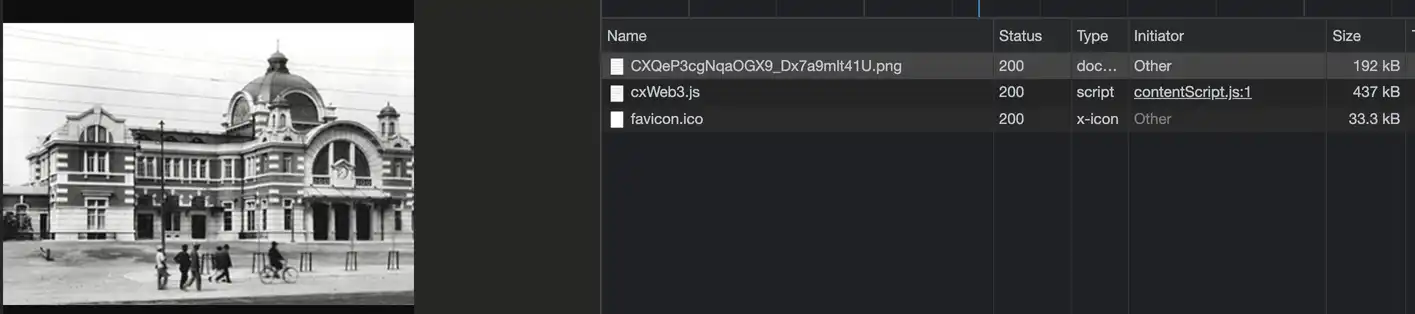 Name Status Type Initiator Size
CXQeP3cgNqaOGX9_Dx7a9mlt41U.png 200 doc… Other 192 kB
cxWeb3.js 200 script contentScript.js:1 437 kB
favicon.ico 200 x-icon Other 33.3 kB